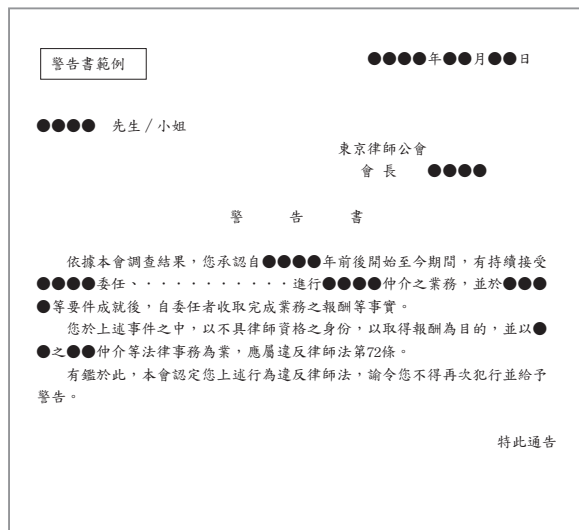 警告書範例
●●●●年●●月●●日
●●●●　先生／小姐
東京律師公會
會 長　●●●●
警　告　書
依據本會調查結果，您承認自●●●●年前後開始至今期間，有持續接受
●●●●委任、・・・・・・・・・・進行●●●●仲介之業務，並於●●●
●等要件成就後，自委任者收取完成業務之報酬等事實。
您於上述事件之中，以不具律師資格之身份，以取得報酬為目的，並以●
●之●●仲介等法律事務為業，應屬違反律師法第72條。
有鑑於此，本會認定您上述行為違反律師法，諭令您不得再次犯行並給予
警告。
特此通告